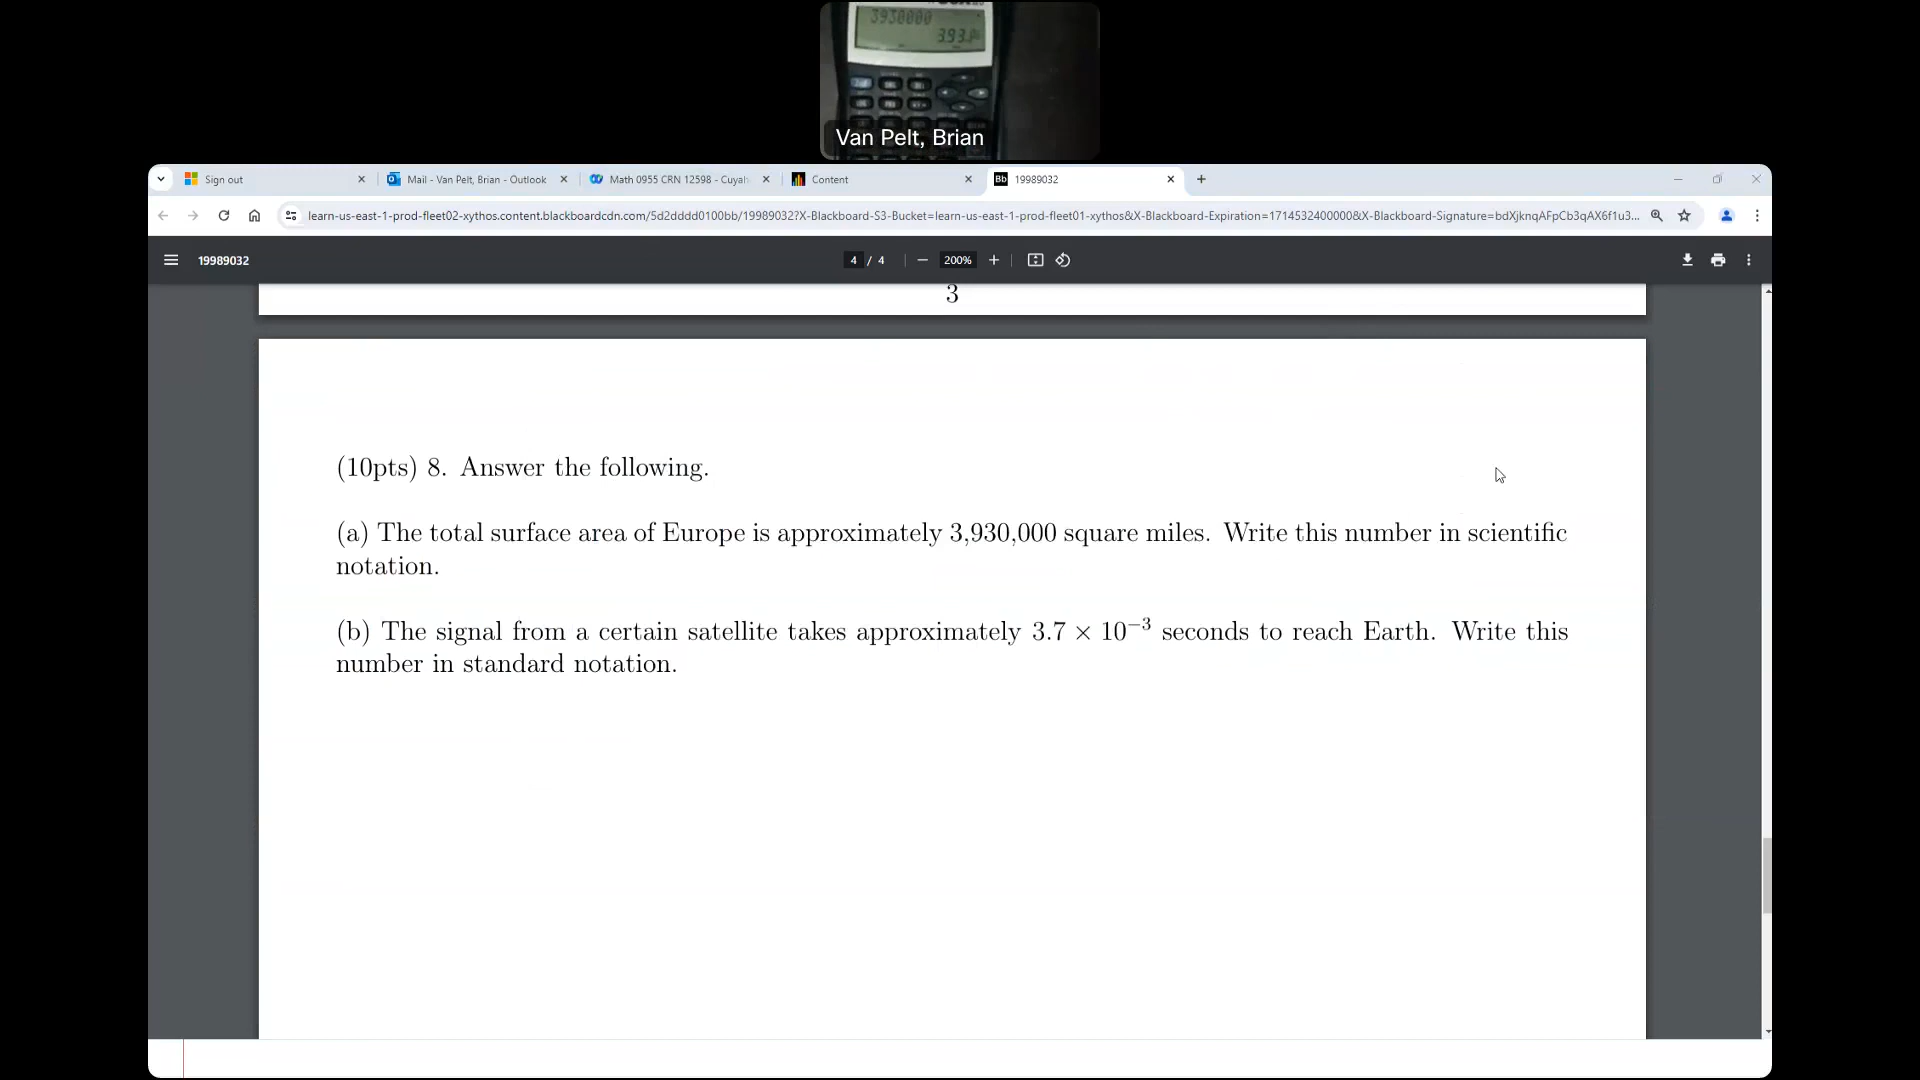 3930000
Van Pelt, Brian
Sign out
Mail - Van Pelt, Brian - Outlook
Math 0955 CRN 12598 - Cuyah
Content
Bb 19989032
learn-us-east-1-prod-fleet02-xythos.content.blackboardcdn.com/5d2dddd0100bb/19989032?X-Blackboard-S3-Bucket=learn-us-east-1-prod-fleet01-xythos&X-Blackboard-Expiration=1714532400000&X-Blackboard-Signature=bdXjknqAFpCb3qAX6f1u3...
19989032
4 / 4
200%
3
(10pts) 8. Answer the following.
(a) The total surface area of Europe is approximately 3,930,000 square miles. Write this number in scientific
notation.
(b) The signal from a certain satellite takes approximately 3.7 × 10⁻³ seconds to reach Earth. Write this
number in standard notation.